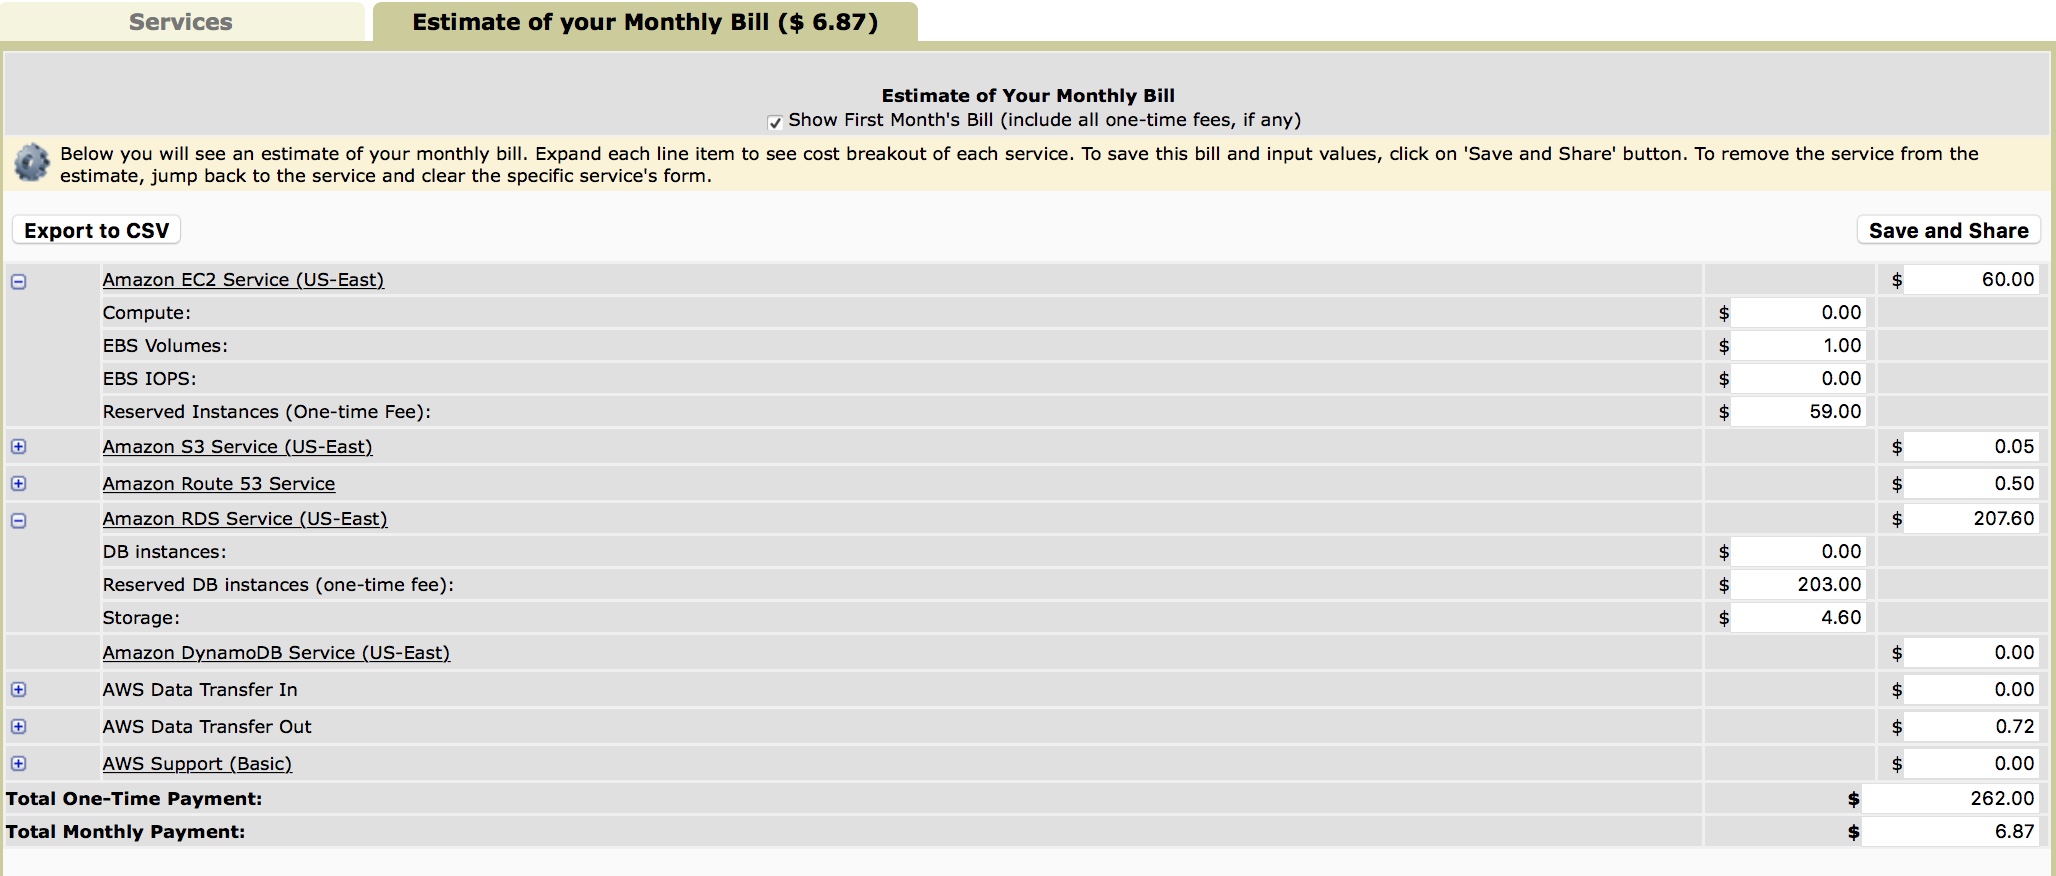 Services
Estimate of your Monthly Bill ($ 6.87)
Estimate of Your Monthly Bill
Show First Month's Bill (include all one-time fees, if any)
Below you will see an estimate of your monthly bill. Expand each line item to see cost breakout of each service. To save this bill and input values, click on 'Save and Share' button. To remove the service from the
estimate, jump back to the service and clear the specific service's form.
Export to CSV
Save and Share
Amazon EC2 Service (US-East) $ 60.00
Compute: $ 0.00
EBS Volumes: $ 1.00
EBS IOPS: $ 0.00
Reserved Instances (One-time Fee): $ 59.00
Amazon S3 Service (US-East) $ 0.05
Amazon Route 53 Service $ 0.50
Amazon RDS Service (US-East) $ 207.60
DB instances: $ 0.00
Reserved DB instances (one-time fee): $ 203.00
Storage: $ 4.60
Amazon DynamoDB Service (US-East) $ 0.00
AWS Data Transfer In $ 0.00
AWS Data Transfer Out $ 0.72
AWS Support (Basic) $ 0.00
Total One-Time Payment: $ 262.00
Total Monthly Payment: $ 6.87